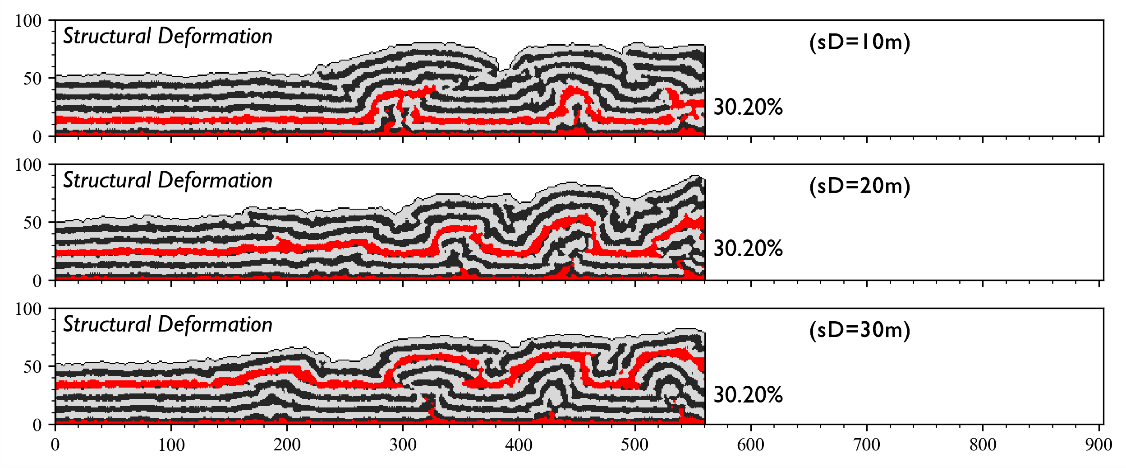 100
Structural Deformation
(sD=10m)
50
30.20%
0
100
Structural Deformation
(sD=20m)
50
30.20%
0
100
Structural Deformation
(sD=30m)
50
30.20%
0
0 100 200 300 400 500 600 700 800 900